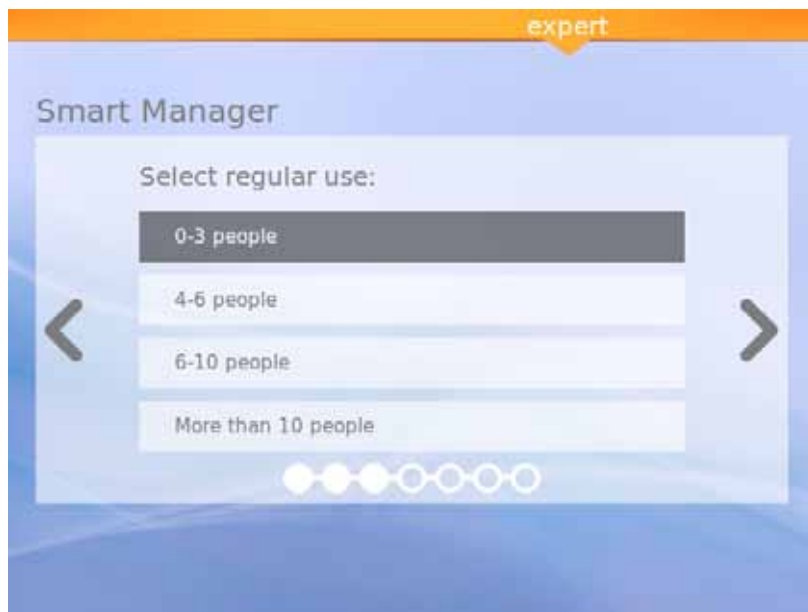 expert
Smart Manager
Select regular use:
0-3 people
4-6 people
6-10 people
More than 10 people